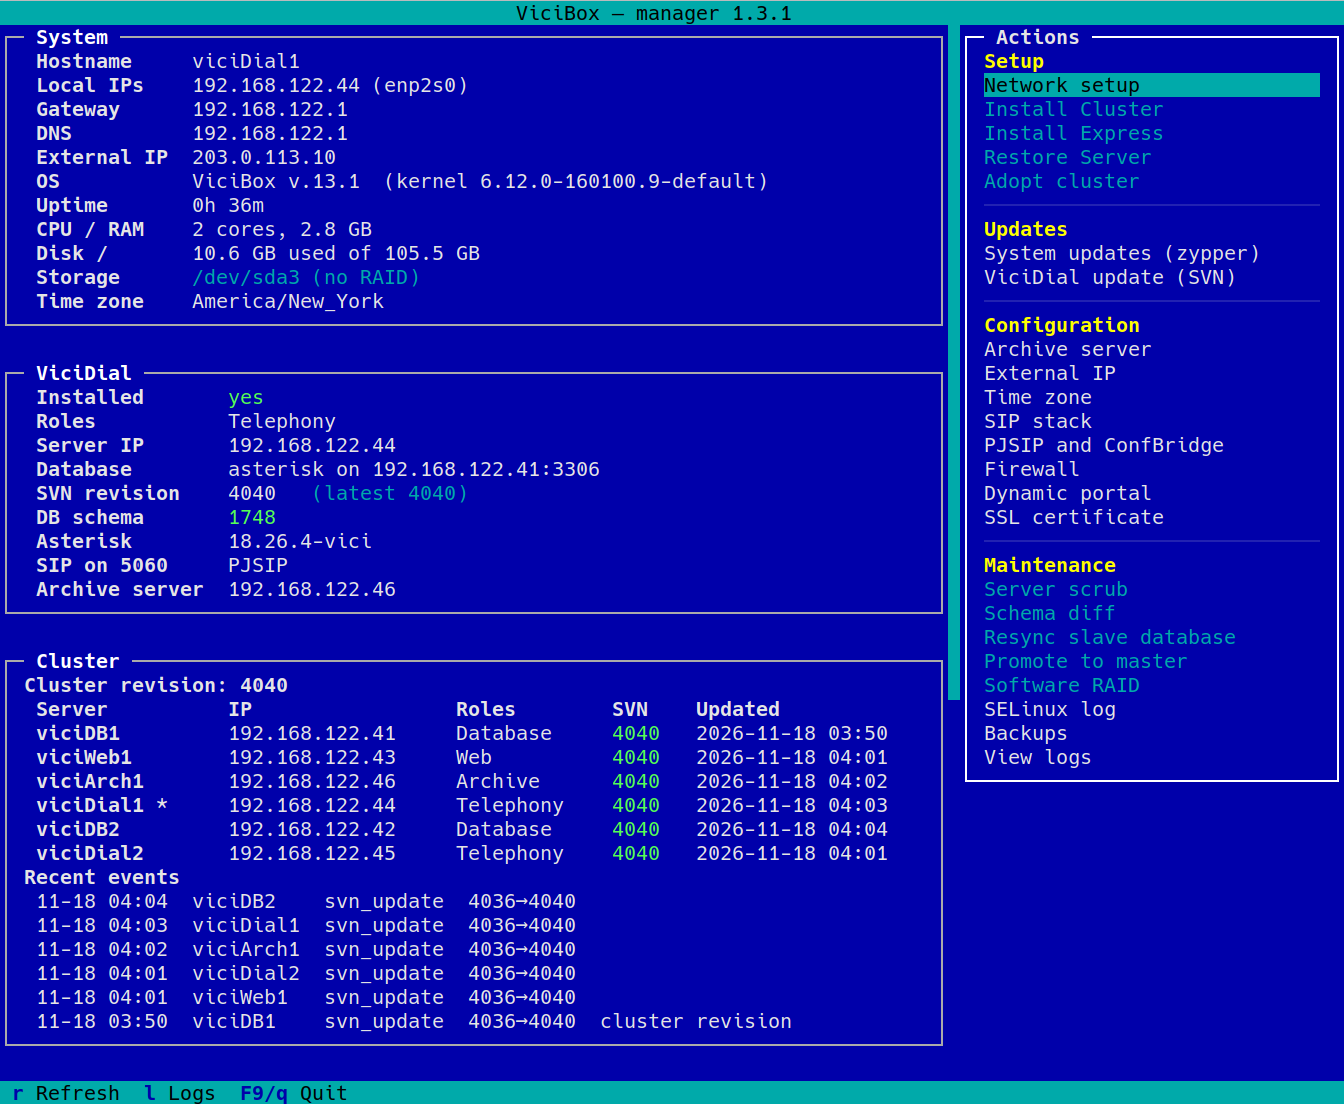 ViciBox — manager 1.3.1
System
Hostname viciDial1
Local IPs 192.168.122.44 (enp2s0)
Gateway 192.168.122.1
DNS 192.168.122.1
External IP 203.0.113.10
OS ViciBox v.13.1 (kernel 6.12.0-160100.9-default)
Uptime 0h 36m
CPU / RAM 2 cores, 2.8 GB
Disk / 10.6 GB used of 105.5 GB
Storage /dev/sda3 (no RAID)
Time zone America/New_York
ViciDial
Installed yes
Roles Telephony
Server IP 192.168.122.44
Database asterisk on 192.168.122.41:3306
SVN revision 4040 (latest 4040)
DB schema 1748
Asterisk 18.26.4-vici
SIP on 5060 PJSIP
Archive server 192.168.122.46
Cluster
Cluster revision: 4040
Server IP Roles SVN Updated
viciDB1 192.168.122.41 Database 4040 2026-11-18 03:50
viciWeb1 192.168.122.43 Web 4040 2026-11-18 04:01
viciArch1 192.168.122.46 Archive 4040 2026-11-18 04:02
viciDial1 * 192.168.122.44 Telephony 4040 2026-11-18 04:03
viciDB2 192.168.122.42 Database 4040 2026-11-18 04:04
viciDial2 192.168.122.45 Telephony 4040 2026-11-18 04:01
Recent events
11-18 04:04 viciDB2 svn_update 4036→4040
11-18 04:03 viciDial1 svn_update 4036→4040
11-18 04:02 viciArch1 svn_update 4036→4040
11-18 04:01 viciDial2 svn_update 4036→4040
11-18 04:01 viciWeb1 svn_update 4036→4040
11-18 03:50 viciDB1 svn_update 4036→4040 cluster revision
Actions
Setup
Network setup
Install Cluster
Install Express
Restore Server
Adopt cluster
Updates
System updates (zypper)
ViciDial update (SVN)
Configuration
Archive server
External IP
Time zone
SIP stack
PJSIP and ConfBridge
Firewall
Dynamic portal
SSL certificate
Maintenance
Server scrub
Schema diff
Resync slave database
Promote to master
Software RAID
SELinux log
Backups
View logs
r Refresh l Logs F9/q Quit